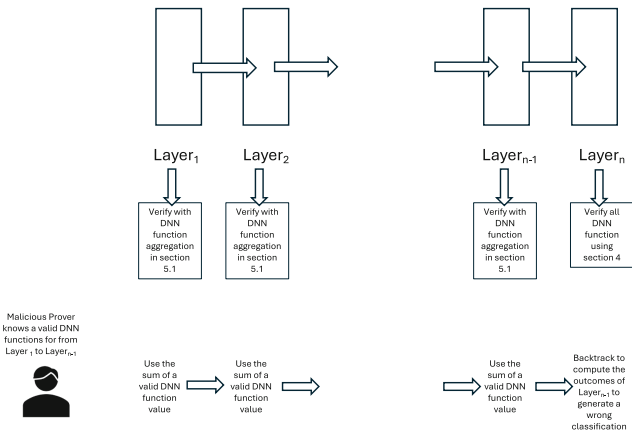 Layer1
Layer2
Layern-1
Layern
Verify with
DNN
function
aggregation
in section
5.1
Verify with
DNN
function
aggregation
in section
5.1
Verify with
DNN
function
aggregation
in section
5.1
Verify all
DNN
function
using
section 4
Malicious Prover
knows a valid DNN
functions for from
Layer 1 to Layern-1
Use the
sum of a
valid DNN
function
value
Use the
sum of a
valid DNN
function
value
Use the
sum of a
valid DNN
function
value
Backtrack to
compute the
outcomes of
Layern-1 to
generate a
wrong
classification